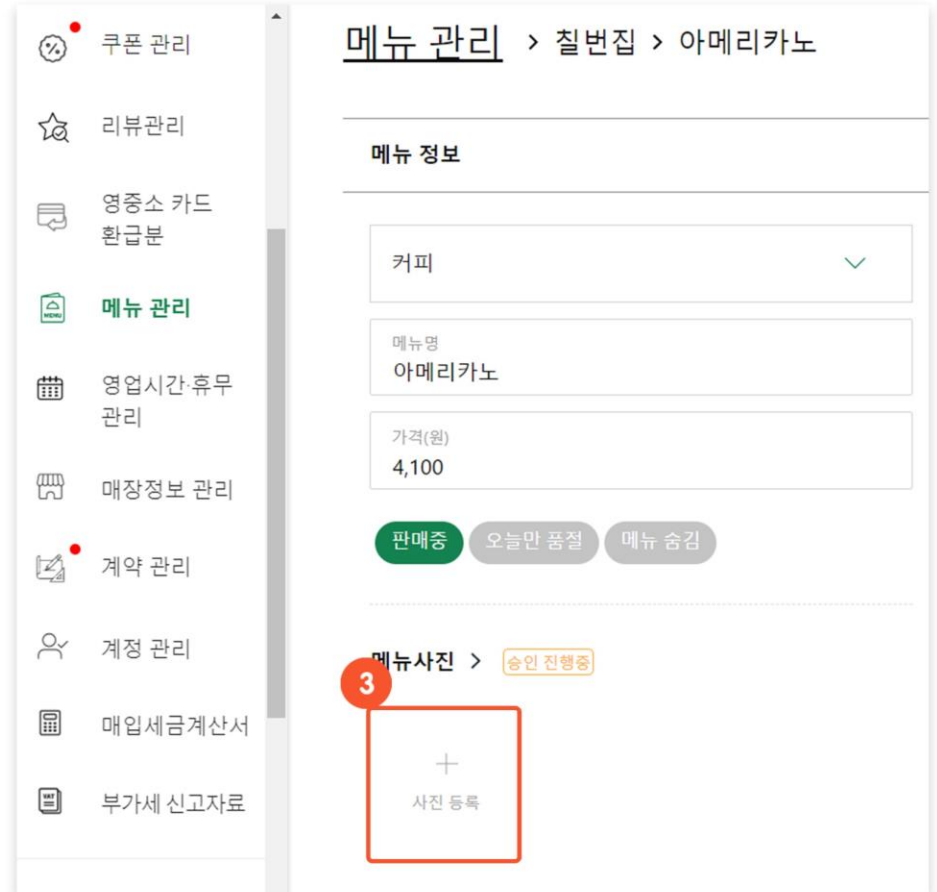 쿠폰 관리
리뷰관리
영중소 카드
환급분
MENU
메뉴 관리
영업시간·휴무
관리
매장정보 관리
계약 관리
계정 관리
매입세금계산서
VAT
부가세 신고자료
메뉴 관리 > 칠번집 > 아메리카노
메뉴 정보
커피
메뉴명
아메리카노
가격(원)
4,100
판매중 오늘만 품절 메뉴 숨김
메뉴사진 > 승인 진행중
3
+
사진 등록